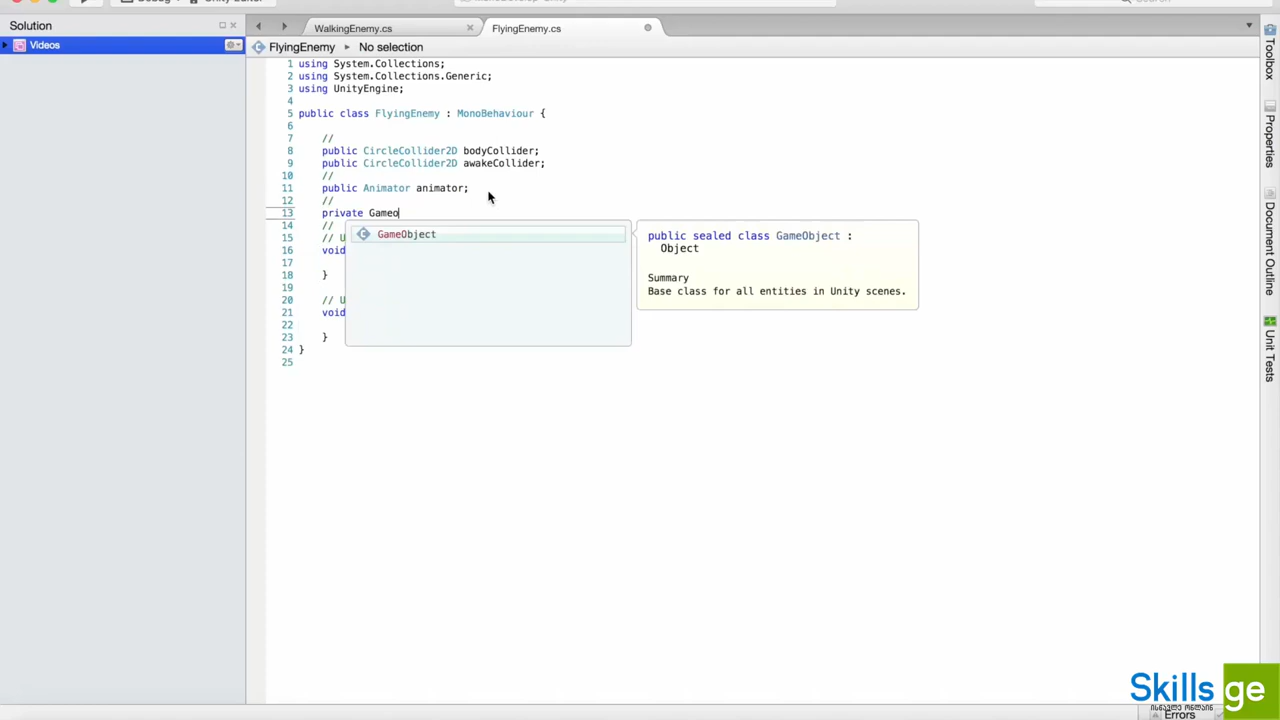 Solution
WalkingEnemy.cs
FlyingEnemy.cs
Videos
FlyingEnemy
No selection
1 using System.Collections;
2 using System.Collections.Generic;
3 using UnityEngine;
4
5 public class FlyingEnemy : MonoBehaviour {
6
7 //
8 public CircleCollider2D bodyCollider;
9 public CircleCollider2D awakeCollider;
10 //
11 public Animator animator;
12 //
13 private Gameo
14 //
15 // U
16 void
17
18 }
19
20 // U
21 void
22
23 }
24 }
25
GameObject
public sealed class GameObject :
Object
Summary
Base class for all entities in Unity scenes.
Toolbox
Properties
Document Outline
Unit Tests
Skills ge
ისწავლე ონლაინ
Errors